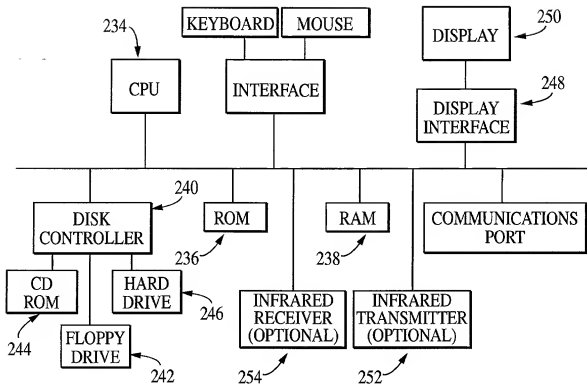 234
KEYBOARD
MOUSE
DISPLAY
250
CPU
INTERFACE
DISPLAY
INTERFACE
248
240
DISK
CONTROLLER
ROM
236
RAM
238
COMMUNICATIONS
PORT
CD
ROM
244
HARD
DRIVE
246
FLOPPY
DRIVE
242
INFRARED
RECEIVER
(OPTIONAL)
254
INFRARED
TRANSMITTER
(OPTIONAL)
252